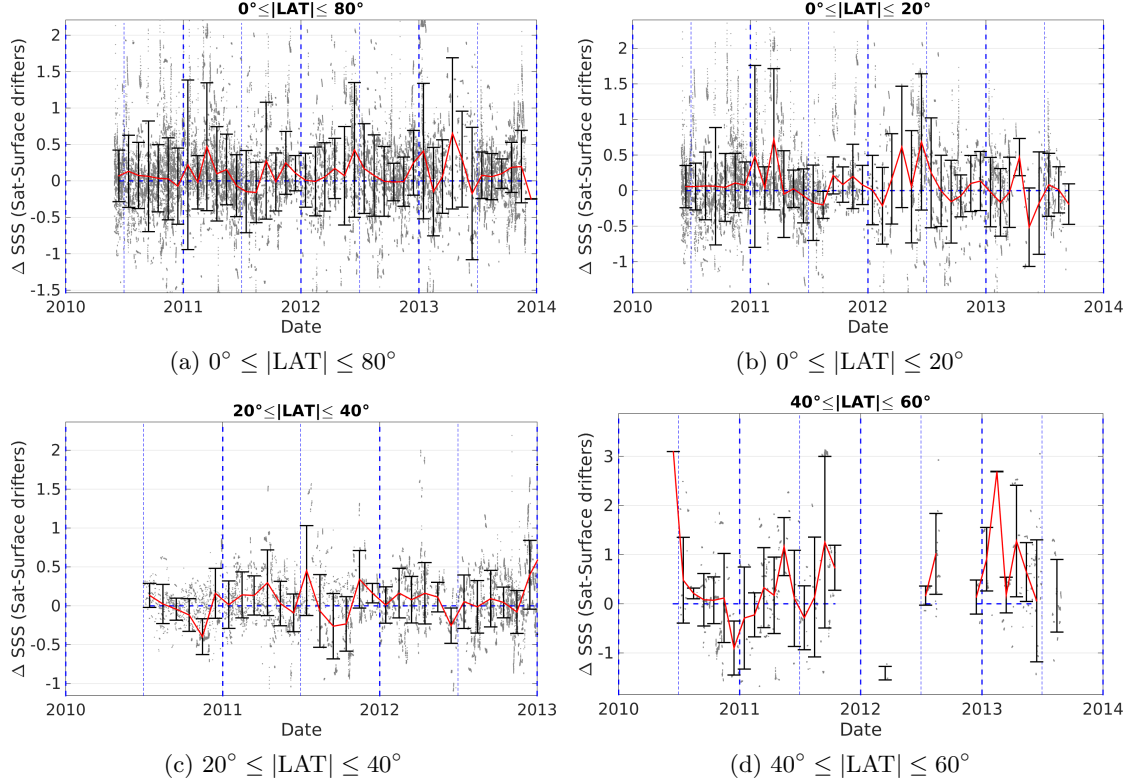 0°≤|LAT|≤ 80°
Δ SSS (Sat-Surface drifters)
2
1.5
1
0.5
0
-0.5
-1
-1.5
2010 2011 2012 2013 2014
Date
(a) 0° ≤ |LAT| ≤ 80°
0°≤|LAT|≤ 20°
Δ SSS (Sat-Surface drifters)
2
1.5
1
0.5
0
-0.5
-1
2010 2011 2012 2013 2014
Date
(b) 0° ≤ |LAT| ≤ 20°
20°≤|LAT|≤ 40°
Δ SSS (Sat-Surface drifters)
2
1.5
1
0.5
0
-0.5
-1
2010 2011 2012 2013
Date
(c) 20° ≤ |LAT| ≤ 40°
40°≤|LAT|≤ 60°
Δ SSS (Sat-Surface drifters)
3
2
1
0
-1
2010 2011 2012 2013 2014
Date
(d) 40° ≤ |LAT| ≤ 60°